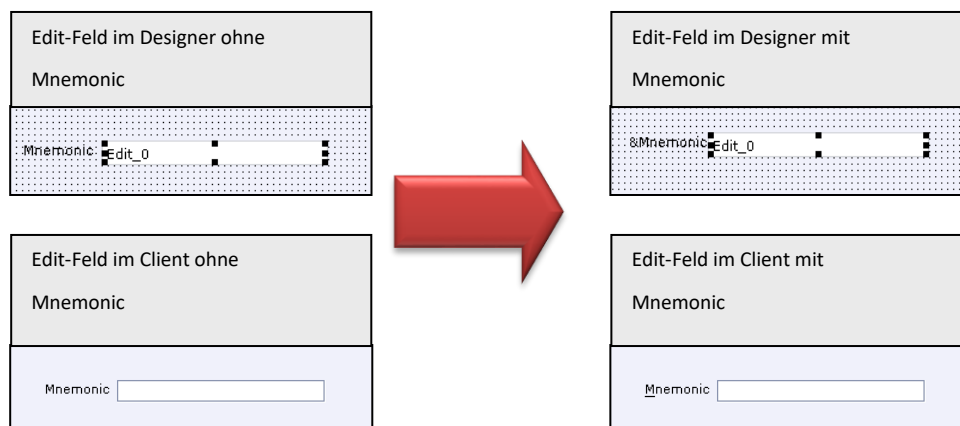 Edit-Feld im Designer ohne
Mnemonic
Mnemonic
Edit_0
Edit-Feld im Designer mit
Mnemonic
&Mnemonic
Edit_0
Edit-Feld im Client ohne
Mnemonic
Mnemonic
Edit-Feld im Client mit
Mnemonic
Mnemonic